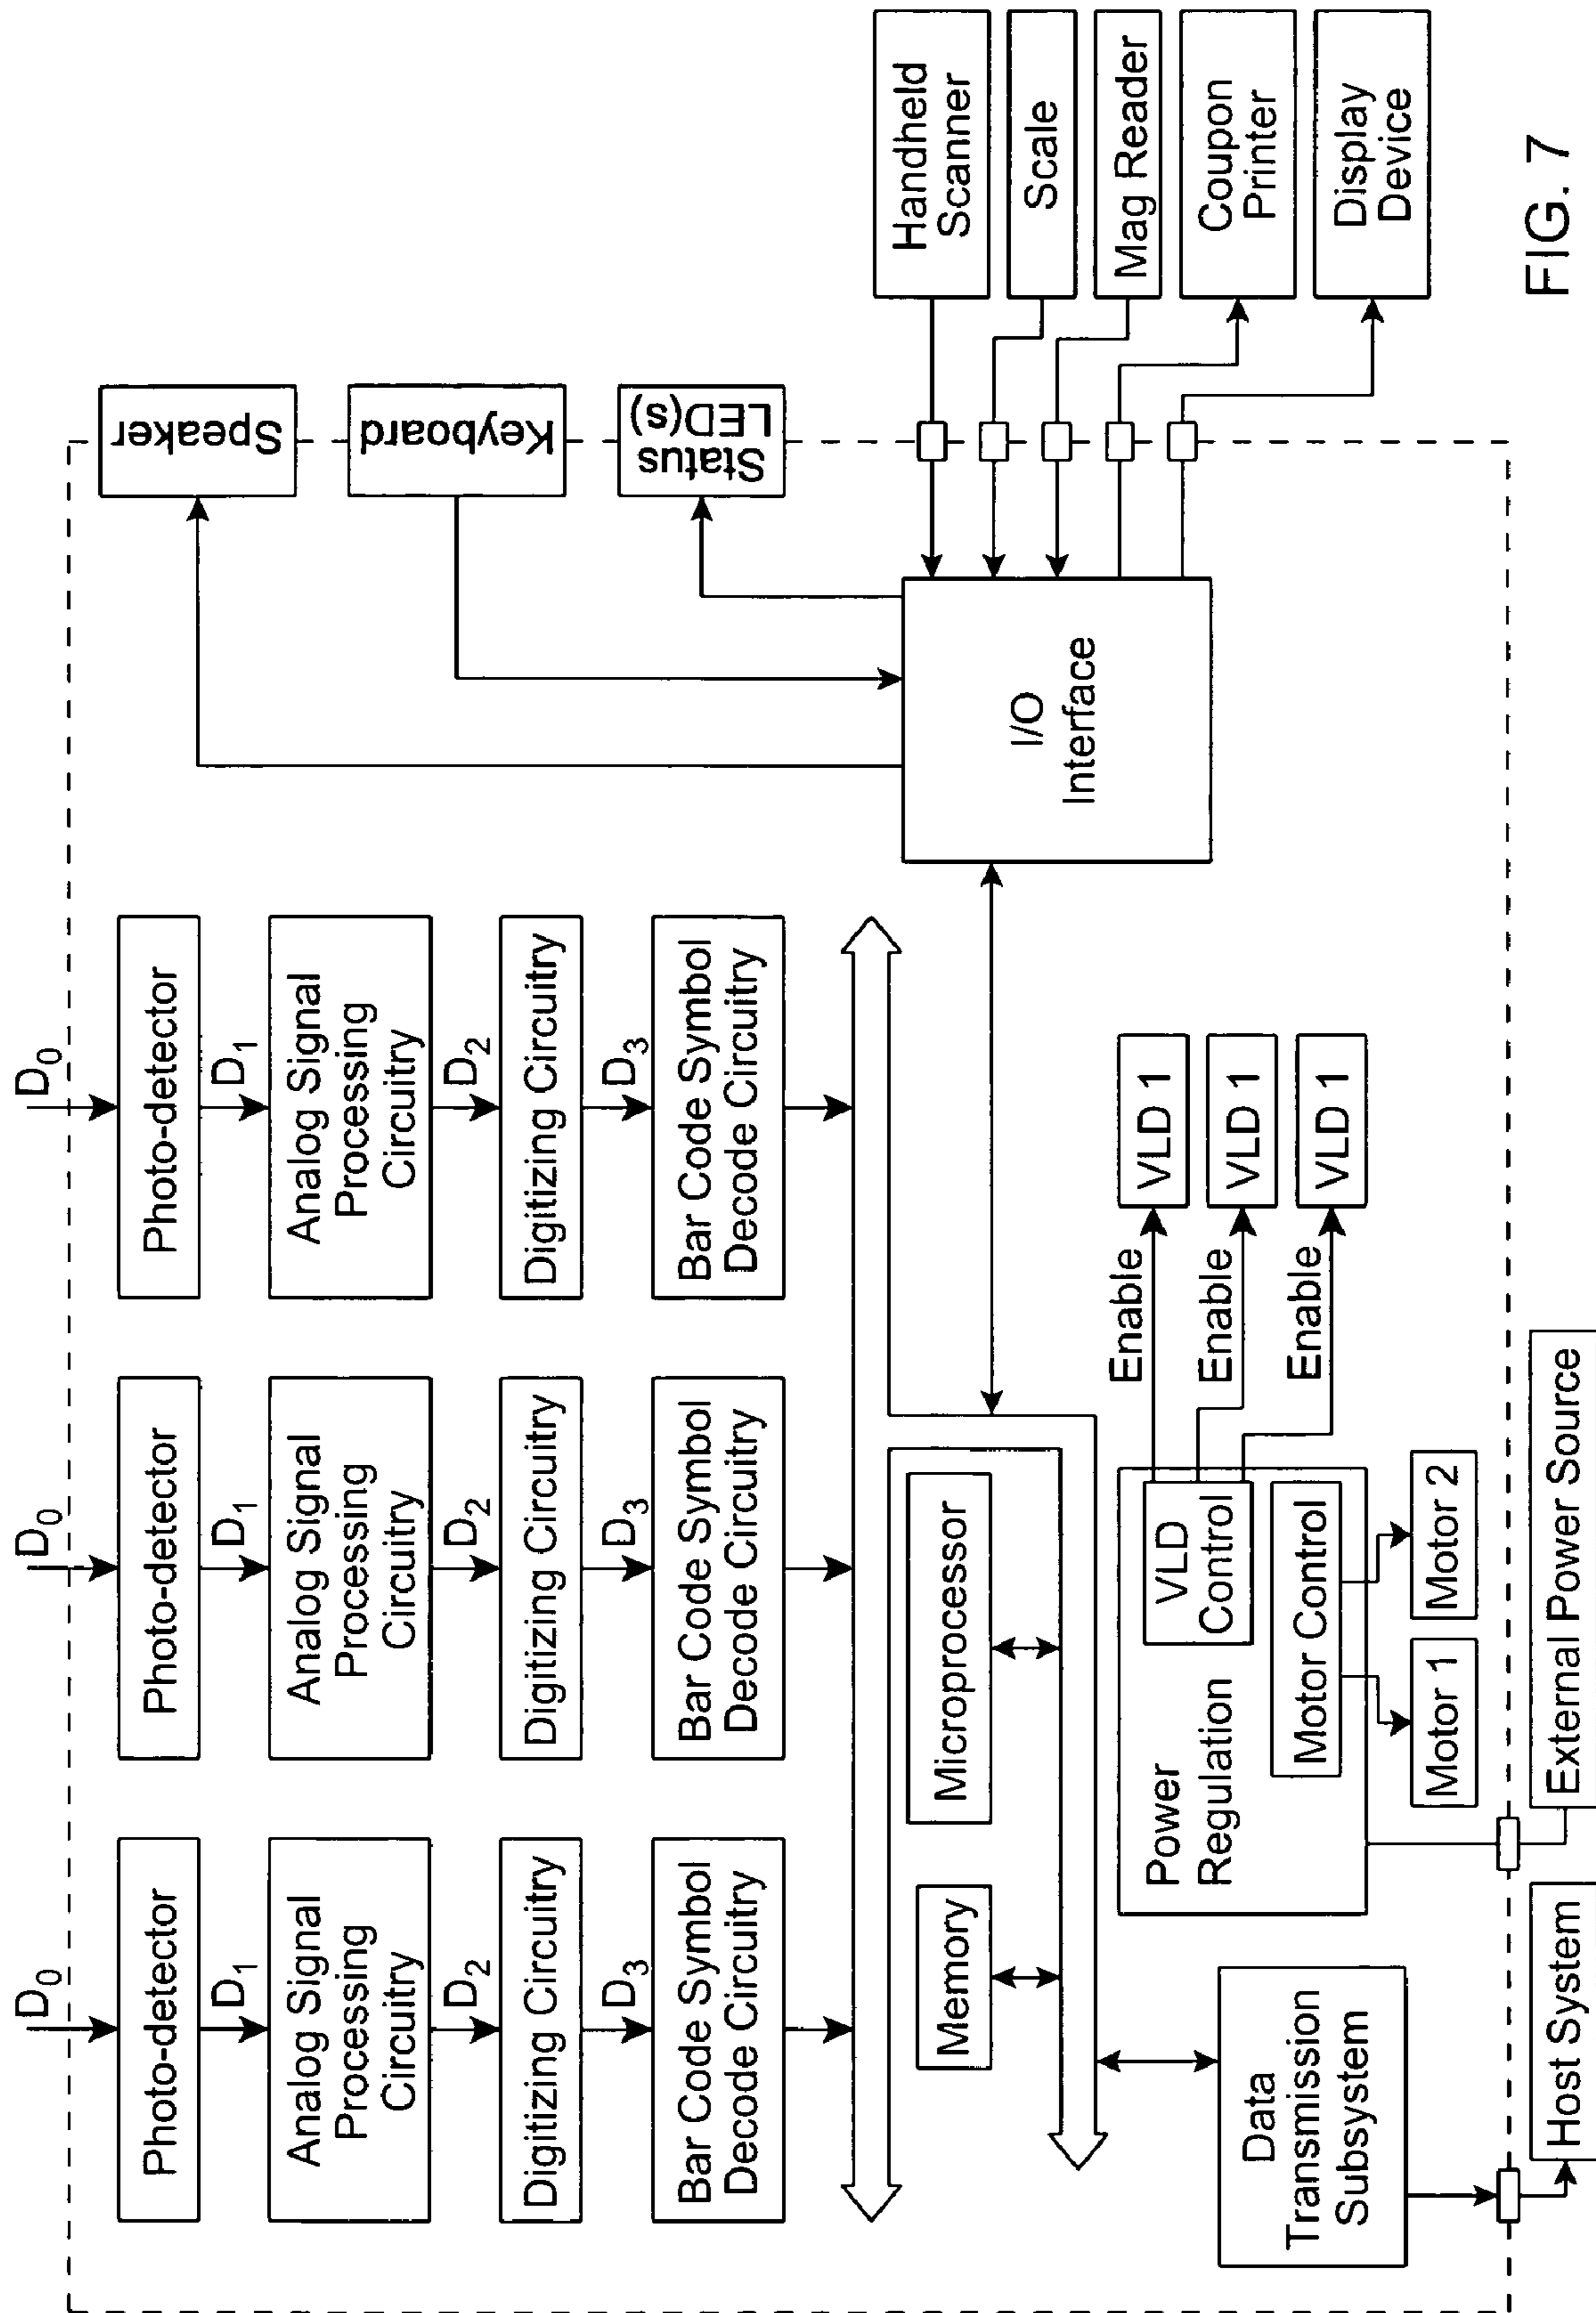 D0
D0
D0
Photo-detector
Photo-detector
Photo-detector
D1
D1
D1
Analog Signal
Processing
Circuitry
Analog Signal
Processing
Circuitry
Analog Signal
Processing
Circuitry
D2
D2
D2
Digitizing Circuitry
Digitizing Circuitry
Digitizing Circuitry
D3
D3
D3
Bar Code Symbol
Decode Circuitry
Bar Code Symbol
Decode Circuitry
Bar Code Symbol
Decode Circuitry
Speaker
Keyboard
Status
LED(s)
Memory
Microprocessor
I/O
Interface
Handheld
Scanner
Scale
Mag Reader
Coupon
Printer
Display
Device
Data
Transmission
Subsystem
Power
Regulation
VLD
Control
Motor Control
Enable
VLD 1
Enable
VLD 1
Enable
VLD 1
Motor 1
Motor 2
Host System
External Power Source
FIG. 7